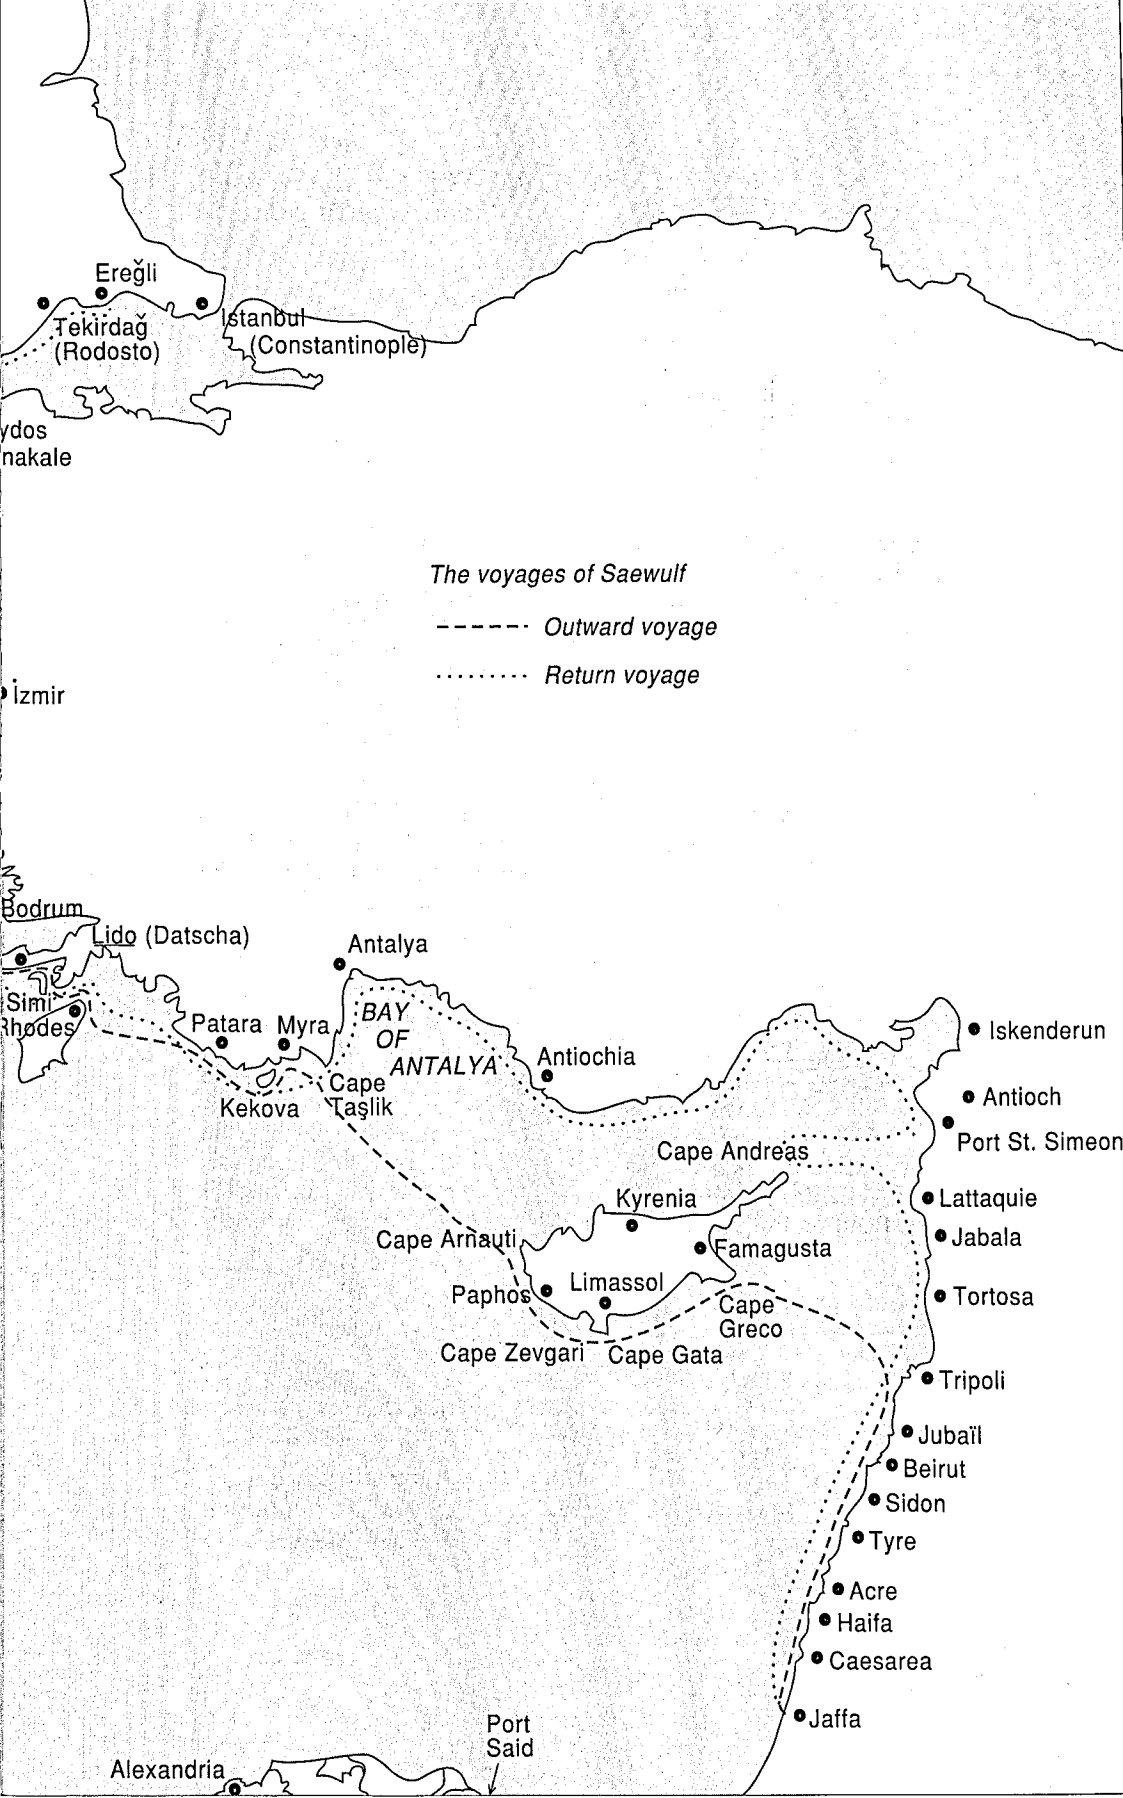 Ereğli
Tekirdağ
(Rodosto)
Istanbul
(Constantinople)
ydos
nakale
The voyages of Saewulf
Outward voyage
Return voyage
İzmir
Bodrum
Lido (Datscha)
Antalya
Simi
Rhodes
Patara
Myra
BAY
OF
ANTALYA
Antiochia
Iskenderun
Cape
Taşlik
Kekova
Antioch
Port St. Simeon
Cape Andreas
Kyrenia
Lattaquie
Cape Arnauti
Famagusta
Jabala
Paphos
Limassol
Tortosa
Cape
Greco
Cape Zevgari
Cape Gata
Tripoli
Jubaïl
Beirut
Sidon
Tyre
Acre
Haifa
Caesarea
Jaffa
Port
Said
Alexandria